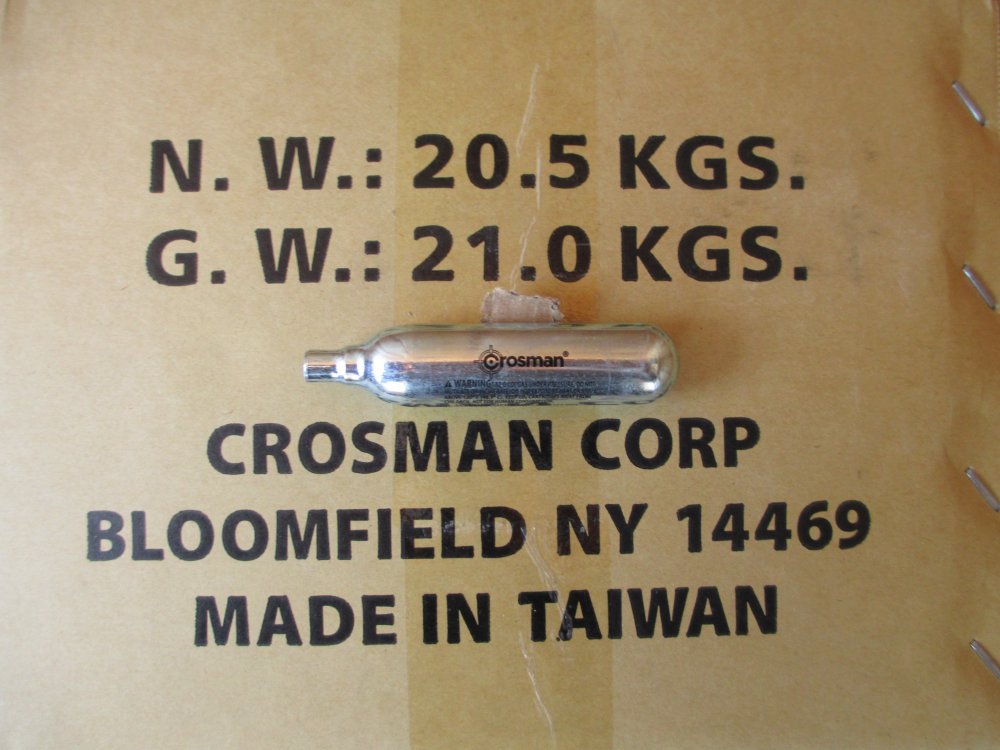 N. W.: 20.5 KGS.
G. W.: 21.0 KGS.
Crosman®
WARNING
CROSMAN CORP
BLOOMFIELD NY 14469
MADE IN TAIWAN